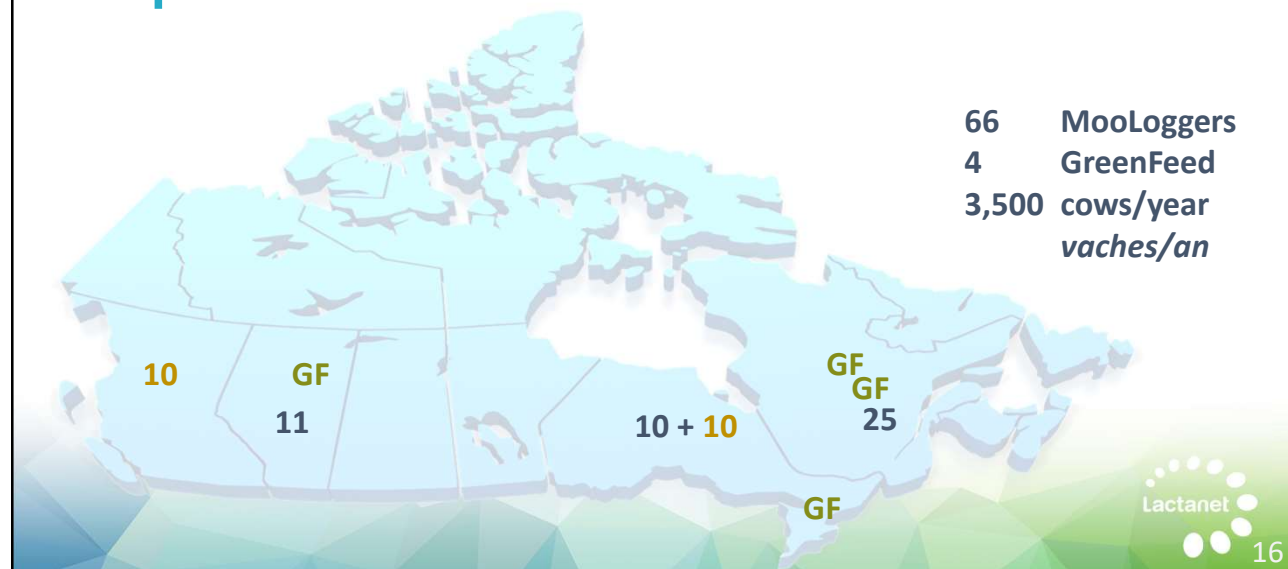 66 MooLoggers
4 GreenFeed
3,500 cows/year
vaches/an
10
GF
11
10 + 10
GF
GF
25
GF
Lactanet
16